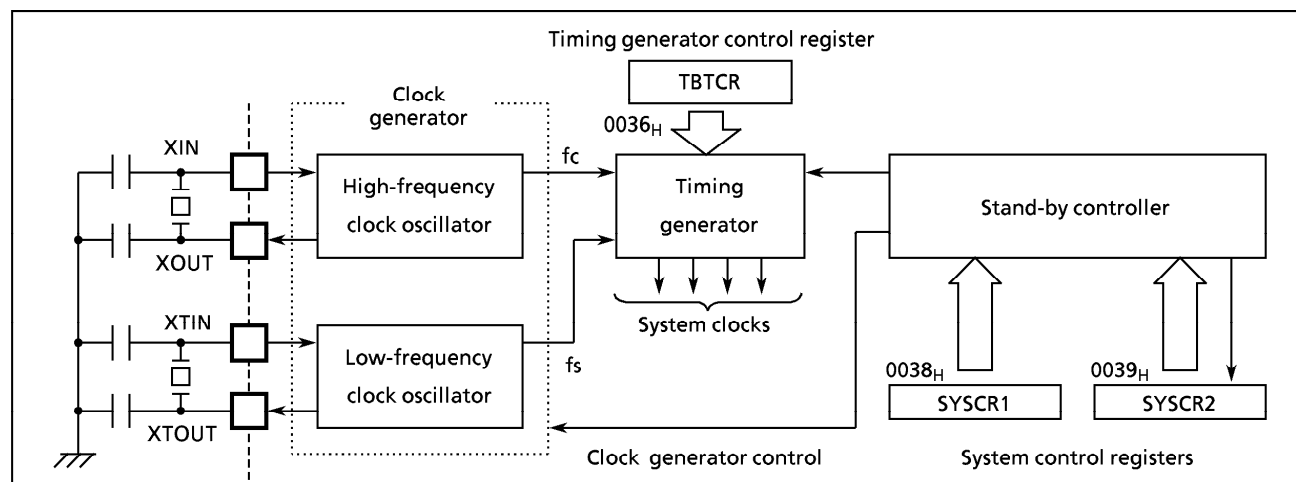 Timing generator control register
TBTCR
Clock
generator
0036H
XIN
fc
High-frequency
clock oscillator
Timing
generator
Stand-by controller
XOUT
XTIN
System clocks
Low-frequency
clock oscillator
fs
0038H
0039H
SYSCR1
SYSCR2
XTOUT
Clock generator control
System control registers